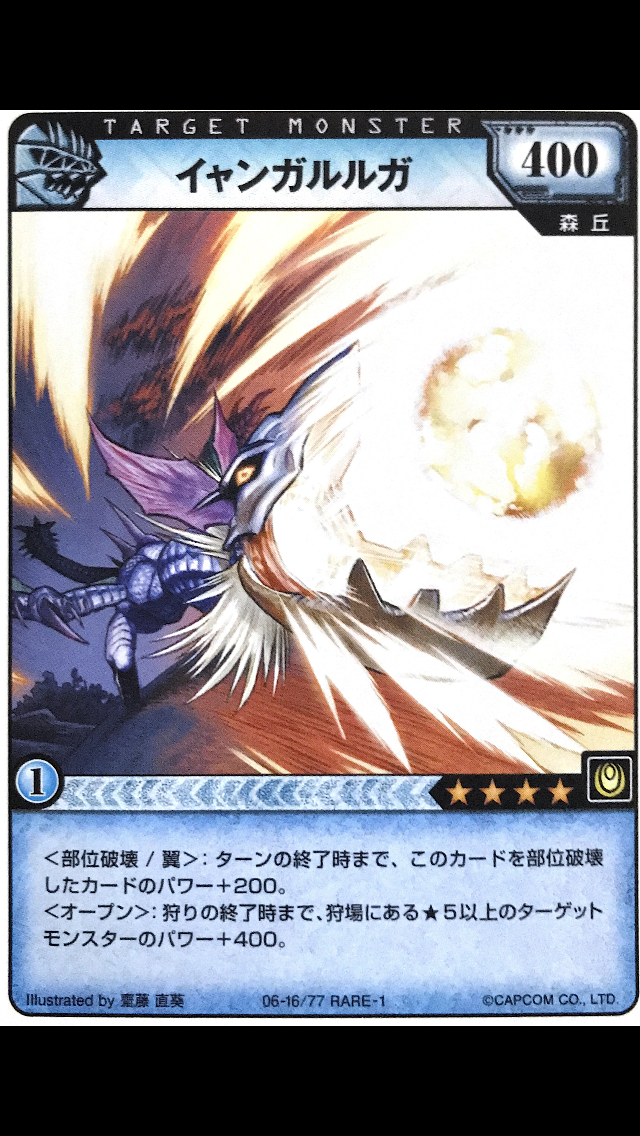 TARGET MONSTER
イャンガルルガ
400
森丘
1
★★★★
<部位破壊 / 翼>:ターンの終了時まで、このカードを部位破壊
したカードのパワー+200。
<オープン>:狩りの終了時まで、狩場にある★5以上のターゲット
モンスターのパワー+400。
Illustrated by 齋藤 直葵 06-16/77 RARE-1 ©CAPCOM CO., LTD.